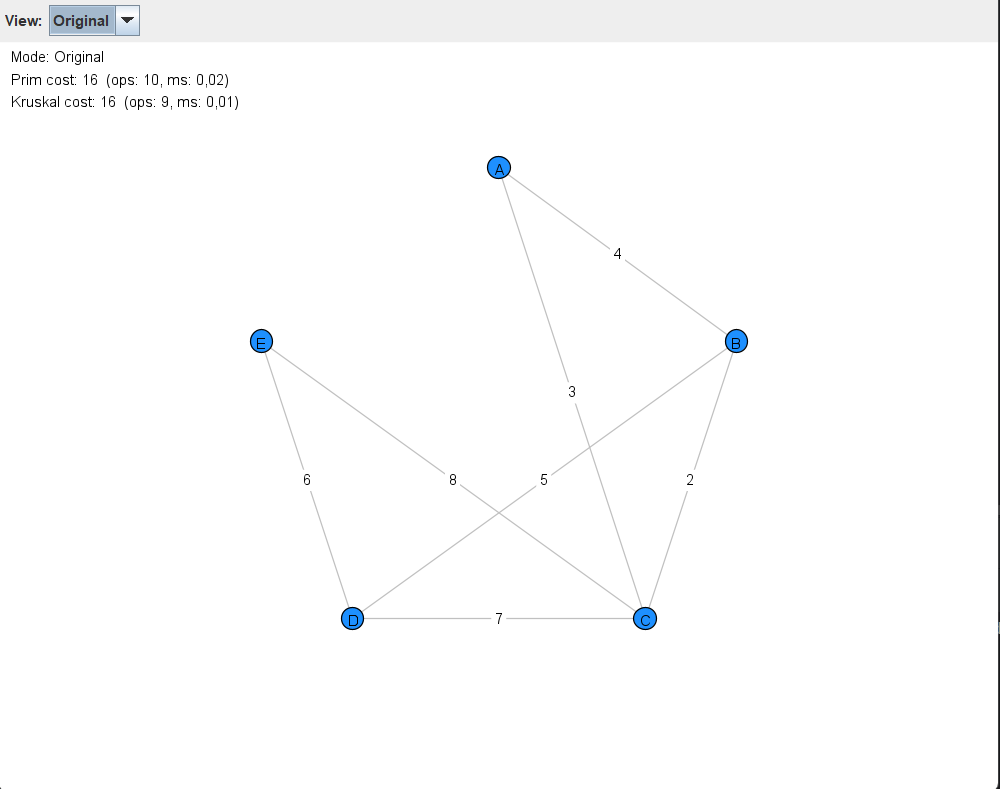 View: Original
Mode: Original
Prim cost: 16 (ops: 10, ms: 0,02)
Kruskal cost: 16 (ops: 9, ms: 0,01)
A
4
E
B
3
6
8
5
2
D
7
C